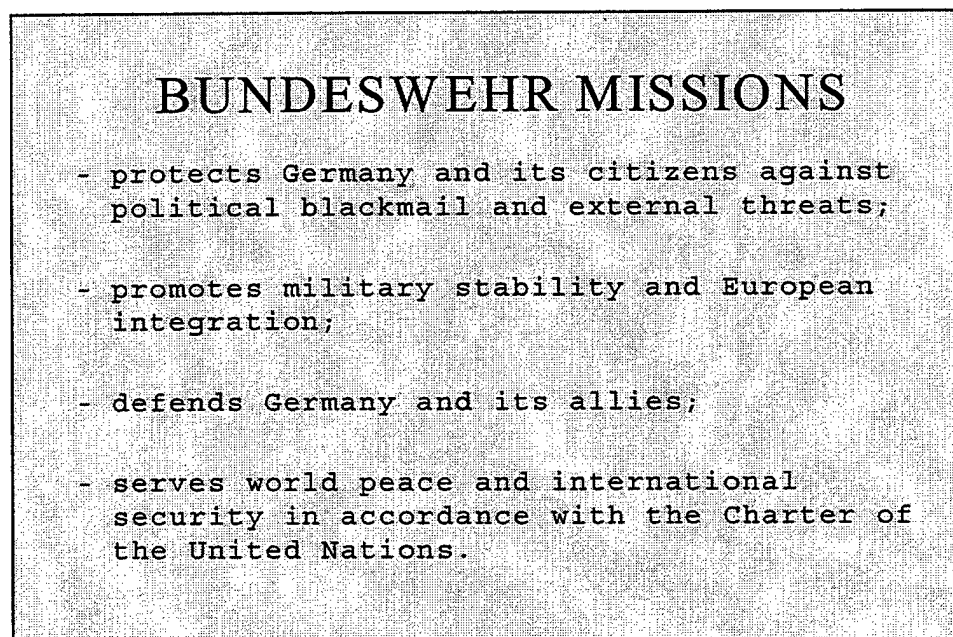 BUNDESWEHR MISSIONS
- protects Germany and its citizens against
political blackmail and external threats;
- promotes military stability and European
integration;
- defends Germany and its allies;
- serves world peace and international
security in accordance with the Charter of
the United Nations.